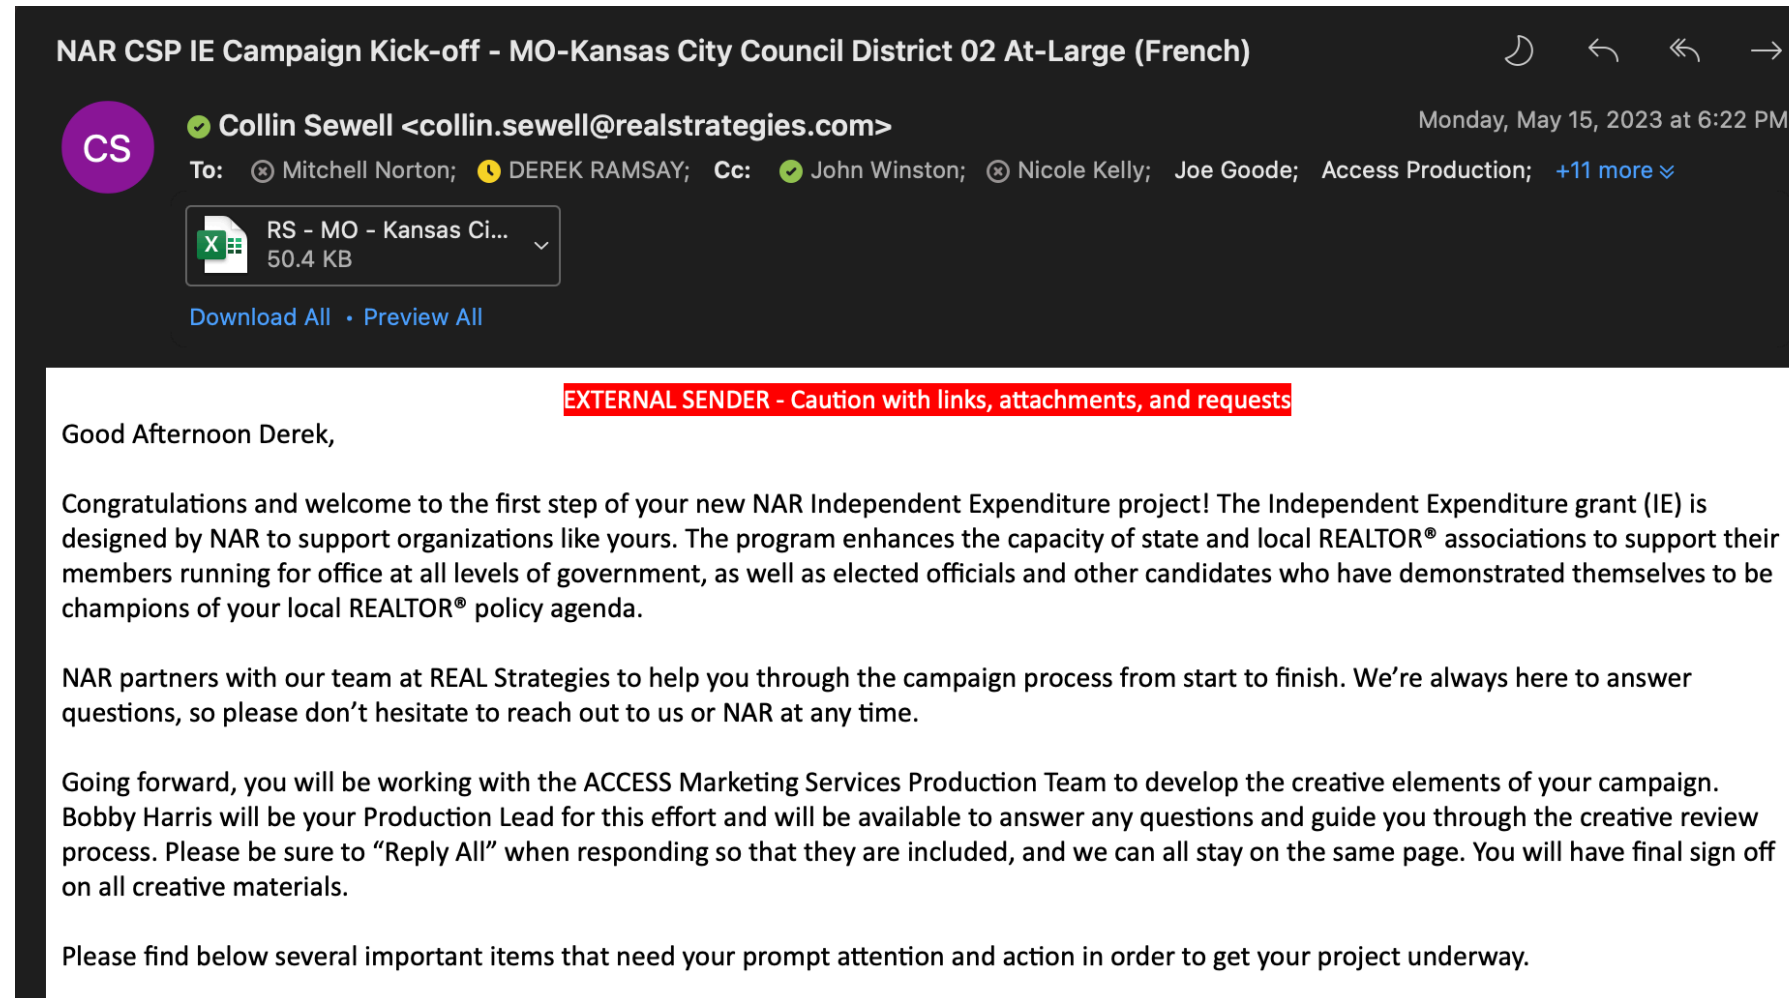 NAR CSP IE Campaign Kick-off - MO-Kansas City Council District 02 At-Large (French)
CS
Collin Sewell <collin.sewell@realstrategies.com>
Monday, May 15, 2023 at 6:22 PM
To: Mitchell Norton; DEREK RAMSAY; Cc: John Winston; Nicole Kelly; Joe Goode; Access Production; +11 more
RS - MO - Kansas Ci...
50.4 KB
Download All • Preview All
EXTERNAL SENDER - Caution with links, attachments, and requests
Good Afternoon Derek,
Congratulations and welcome to the first step of your new NAR Independent Expenditure project! The Independent Expenditure grant (IE) is
designed by NAR to support organizations like yours. The program enhances the capacity of state and local REALTOR® associations to support their
members running for office at all levels of government, as well as elected officials and other candidates who have demonstrated themselves to be
champions of your local REALTOR® policy agenda.
NAR partners with our team at REAL Strategies to help you through the campaign process from start to finish. We’re always here to answer
questions, so please don’t hesitate to reach out to us or NAR at any time.
Going forward, you will be working with the ACCESS Marketing Services Production Team to develop the creative elements of your campaign.
Bobby Harris will be your Production Lead for this effort and will be available to answer any questions and guide you through the creative review
process. Please be sure to “Reply All” when responding so that they are included, and we can all stay on the same page. You will have final sign off
on all creative materials.
Please find below several important items that need your prompt attention and action in order to get your project underway.